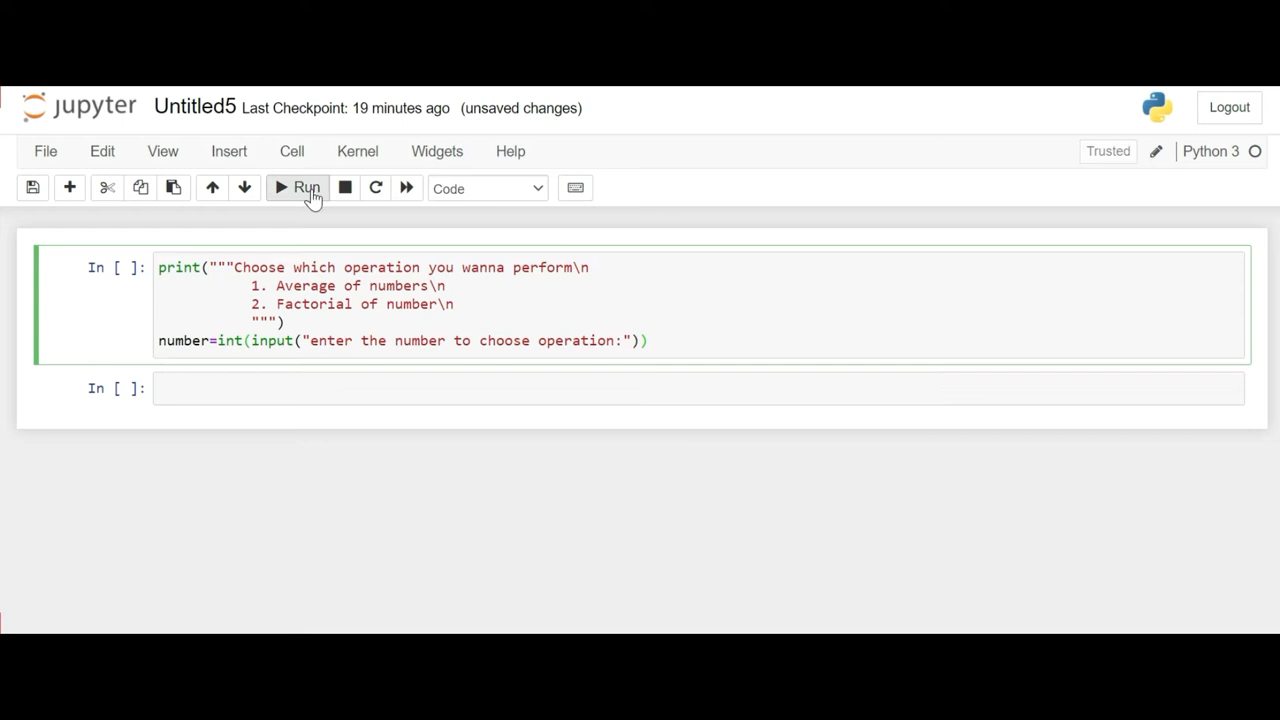 jupyter Untitled5 Last Checkpoint: 19 minutes ago (unsaved changes) Logout
File Edit View Insert Cell Kernel Widgets Help Trusted Python 3
Run Code
In [ ]: print("""Choose which operation you wanna perform\n
1. Average of numbers\n
2. Factorial of number\n
""")
number=int(input("enter the number to choose operation:"))
In [ ]: